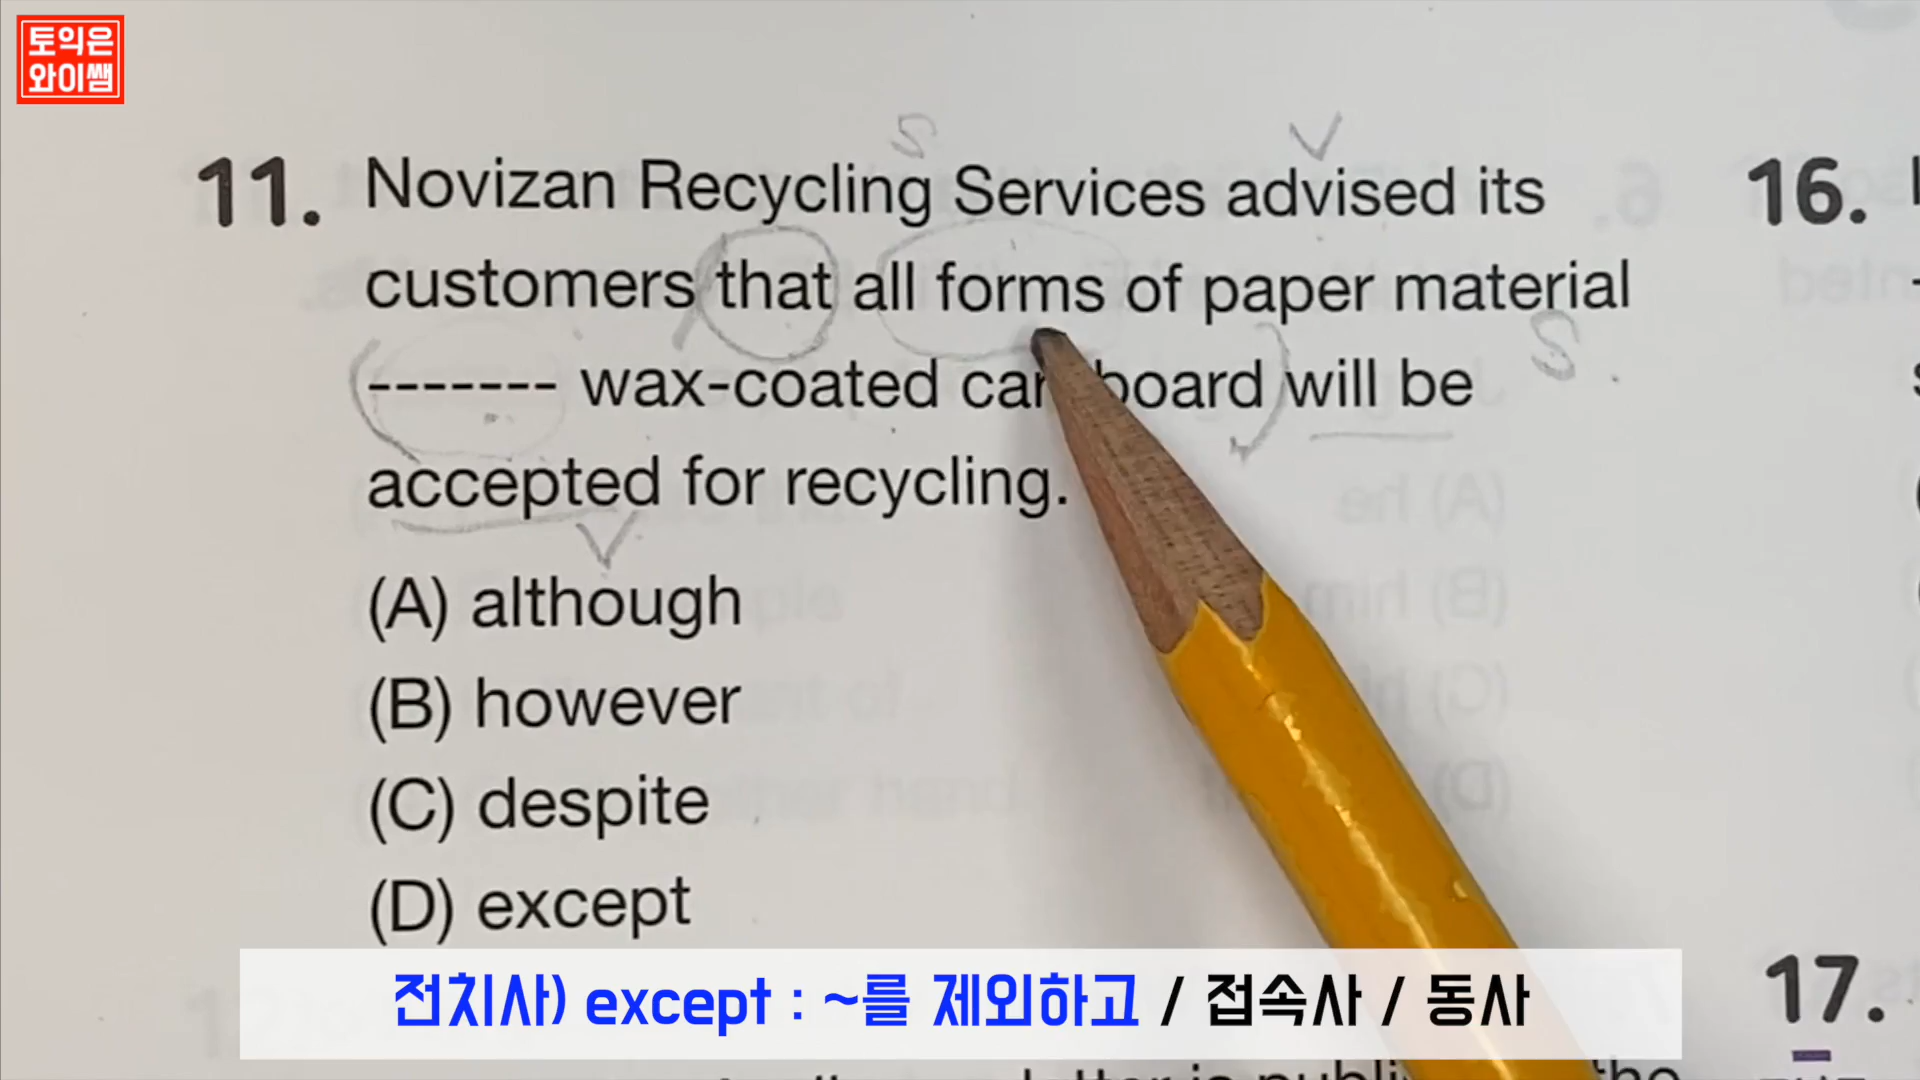 토익은
와이쌤
S
V
11. Novizan Recycling Services advised its
customers that all forms of paper material
------- wax-coated cardboard will be
S
accepted for recycling.
V
(A) although
(B) however
(C) despite
(D) except
16.
17.
전치사) except : ~를 제외하고 / 접속사 / 동사